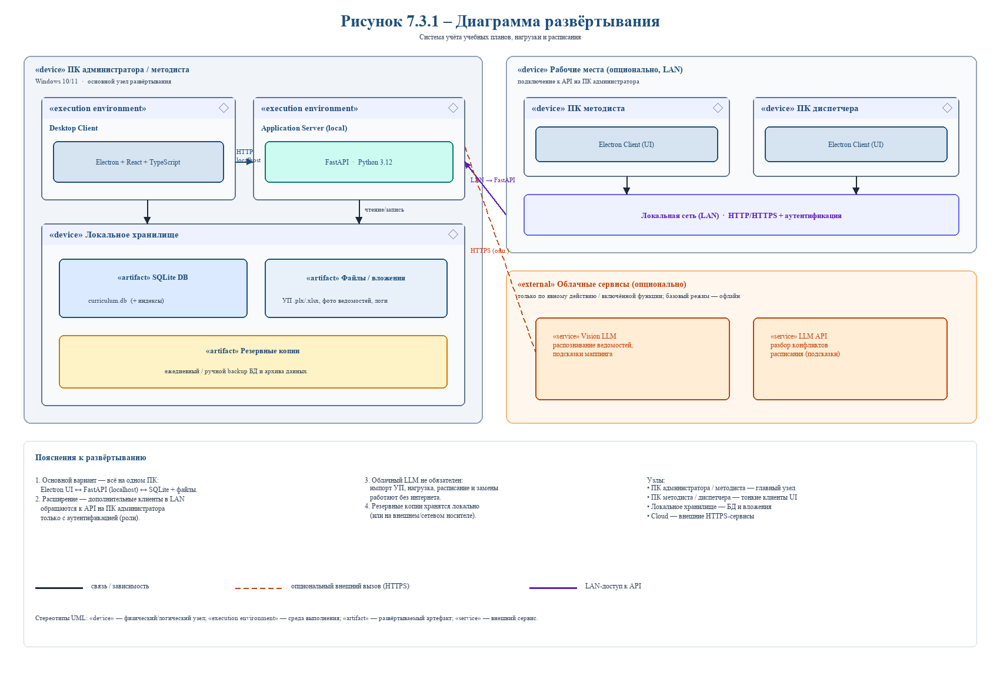 Рисунок 7.3.1 – Диаграмма развёртывания
Система учёта учебных планов, нагрузки и расписания
«device» ПК администратора / методиста
Windows 10/11 · основной узел развёртывания
«execution environment»
Desktop Client
Electron + React + TypeScript
HTTP
localhost
«execution environment»
Application Server (local)
FastAPI · Python 3.12
чтение/запись
«device» Локальное хранилище
«artifact» SQLite DB
curriculum.db (+ индексы)
«artifact» Файлы / вложения
УП .plx/.xlsx, фото ведомостей, логи
«artifact» Резервные копии
ежедневный / ручной backup БД и архива данных
LAN → FastAPI
HTTPS (опц.)
«device» Рабочие места (опционально, LAN)
подключение к API на ПК администратора
«device» ПК методиста
Electron Client (UI)
«device» ПК диспетчера
Electron Client (UI)
Локальная сеть (LAN) · HTTP/HTTPS + аутентификация
«external» Облачные сервисы (опционально)
только по явному действию / включённой функции; базовый режим — офлайн
«service» Vision LLM
распознавание ведомостей,
подсказки маппинга
«service» LLM API
разбор конфликтов
расписания (подсказки)
Пояснения к развёртыванию
1. Основной вариант — всё на одном ПК:
Electron UI ↔ FastAPI (localhost) ↔ SQLite + файлы.
2. Расширение — дополнительные клиенты в LAN
обращаются к API на ПК администратора
только с аутентификацией (роли).
3. Облачный LLM не обязателен:
импорт УП, нагрузка, расписание и замены
работают без интернета.
4. Резервные копии хранятся локально
(или на внешнем/сетевом носителе).
Узлы:
• ПК администратора / методиста — главный узел
• ПК методиста / диспетчера — тонкие клиенты UI
• Локальное хранилище — БД и вложения
• Cloud — внешние HTTPS-сервисы
связь / зависимость
опциональный внешний вызов (HTTPS)
LAN-доступ к API
Стереотипы UML: «device» — физический/логический узел; «execution environment» — среда выполнения; «artifact» — развёртываемый артефакт; «service» — внешний сервис.